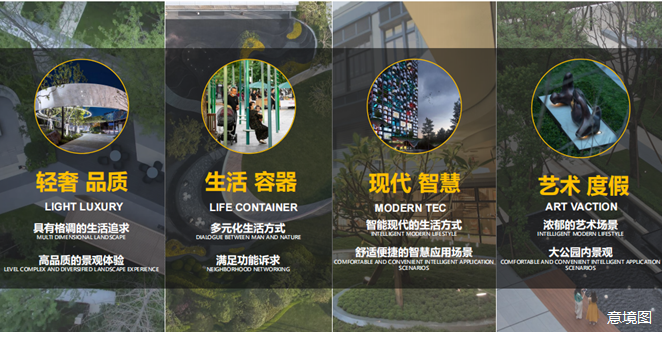 轻奢 品质
LIGHT LUXURY
具有格调的生活追求
MULTI DIMENSIONAL LANDSCAPE
高品质的景观体验
LEVEL COMPLEX AND DIVERSIFIED LANDSCAPE EXPERIENCE
生活 容器
LIFE CONTAINER
多元化生活方式
DIALOGUE BETWEEN MAN AND NATURE
满足功能诉求
NEIGHBORHOOD NETWORKING
现代 智慧
MODERN TEC
智能现代的生活方式
INTELLIGENT MODERN LIFESTYLE
舒适便捷的智慧应用场景
COMFORTABLE AND CONVENIENT INTELLIGENT APPLICATION
SCENARIOS
艺术 度假
ART VACTION
浓郁的艺术场景
INTELLIGENT MODERN LIFESTYLE
大公园内景观
COMFORTABLE AND CONVENIENT INTELLIGENT APPLICATION
SCENARIOS
意境图